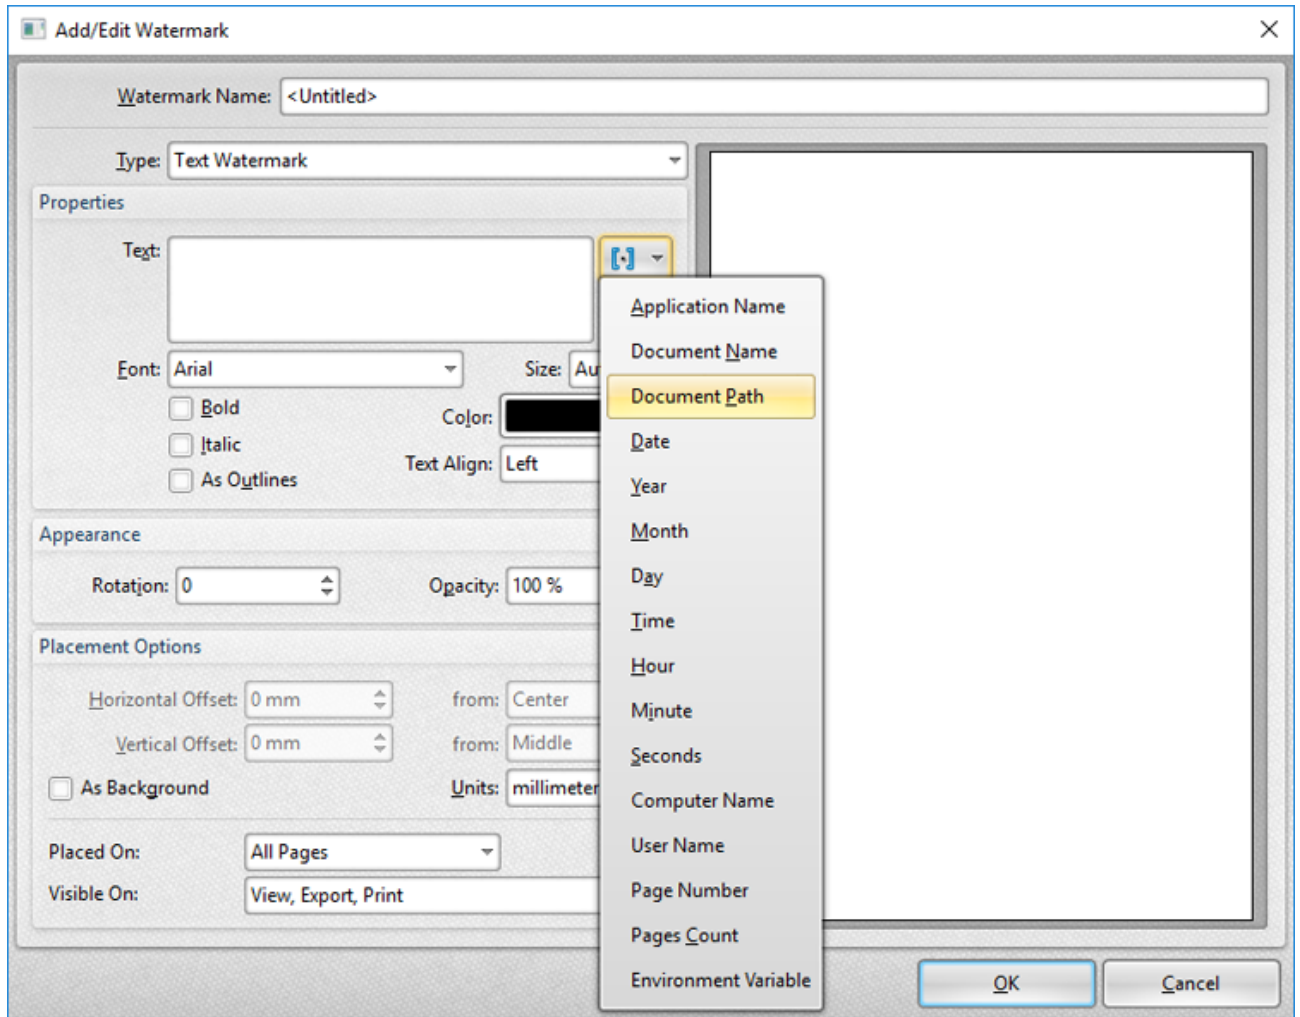 Add/Edit Watermark
Watermark Name: <Untitled>
Type: Text Watermark
Properties
Text:
Application Name
Document Name
Document Path
Date
Year
Month
Day
Time
Hour
Minute
Seconds
Computer Name
User Name
Page Number
Pages Count
Environment Variable
Font: Arial
Size: Au
Bold
Color:
Italic
Text Align: Left
As Outlines
Appearance
Rotation: 0
Opacity: 100 %
Placement Options
Horizontal Offset: 0 mm
from: Center
Vertical Offset: 0 mm
from: Middle
As Background
Units: millimeter
Placed On: All Pages
Visible On: View, Export, Print
OK
Cancel